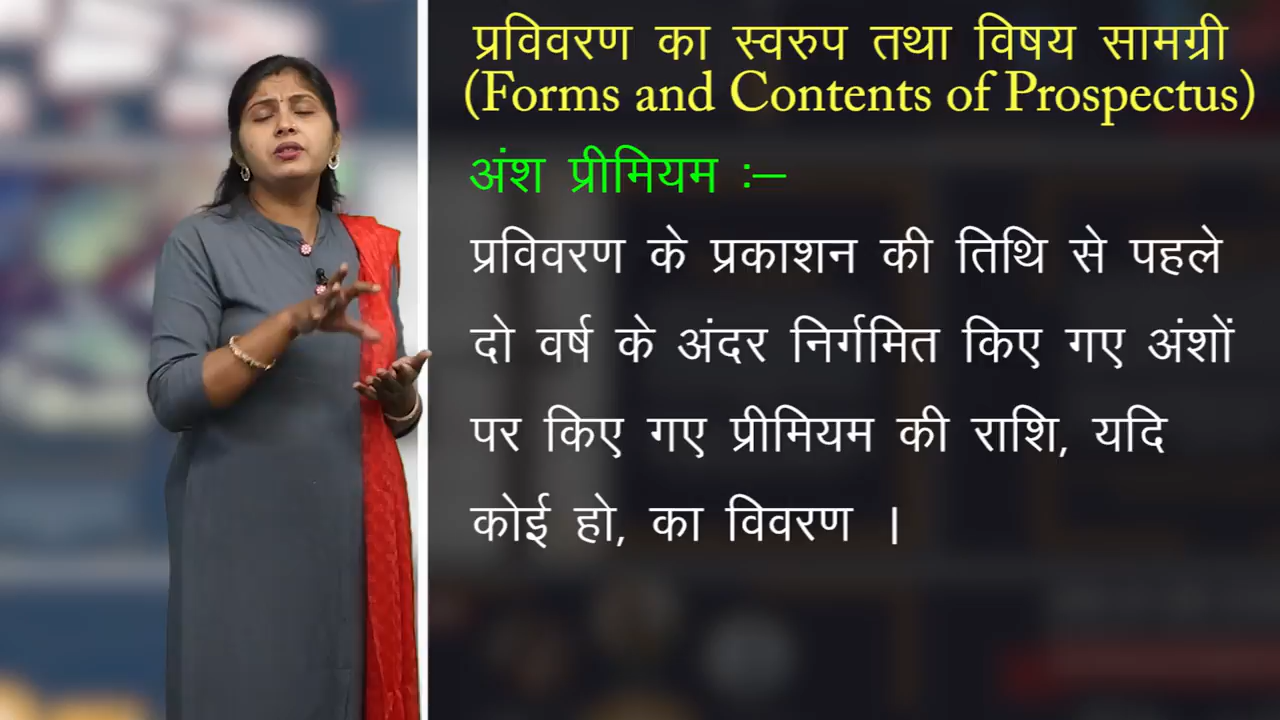 प्रविवरण का स्वरुप तथा विषय सामग्री
(Forms and Contents of Prospectus)
अंश प्रीमियम :–
प्रविवरण के प्रकाशन की तिथि से पहले
दो वर्ष के अंदर निर्गमित किए गए अंशों
पर किए गए प्रीमियम की राशि, यदि
कोई हो, का विवरण ।